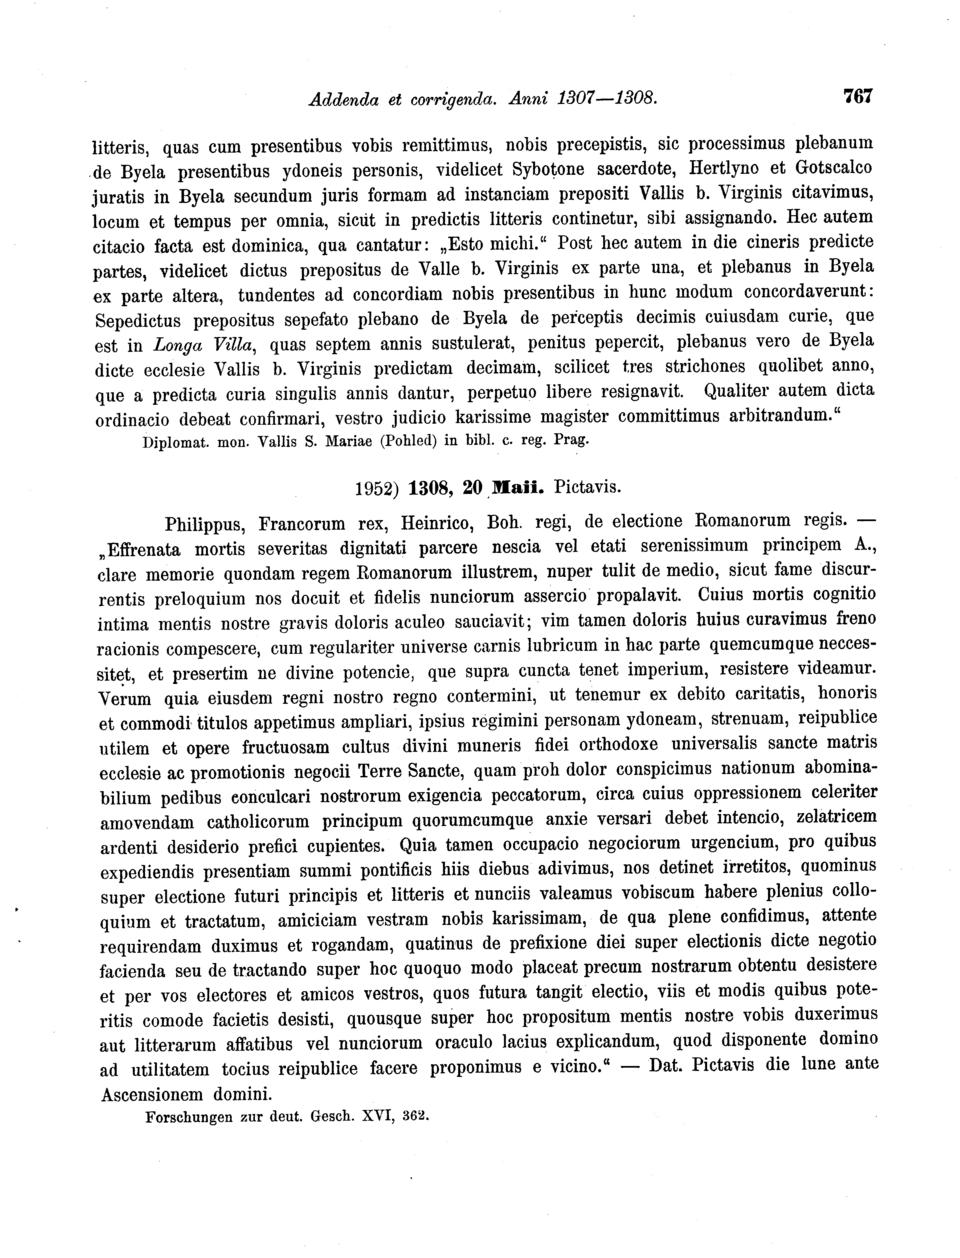 Addenda et corrigenda. Anni 1307—1308. 767
litteris, quas cum presentibus vobis remittimus, nobis precepistis, sic processimus plebanum
de Byela presentibus ydoneis personis, videlicet Sybotone sacerdote, Hertlyno et Gotscalco
juratis in Byela secundum juris formam ad instanciam prepositi Vallis b. Virginis citavimus,
locum et tempus per omnia, sicut in predictis litteris continetur, sibi assignando. Hec autem
citacio facta est dominica, qua cantatur: „Esto michi.“ Post hec autem in die cineris predicte
partes, videlicet dictus prepositus de Valle b. Virginis ex parte una, et plebanus in Byela
ex parte altera, tundentes ad concordiam nobis presentibus in hunc modum concordaverunt:
Sepedictus prepositus sepefato plebano de Byela de perceptis decimis cuiusdam curie, que
est in Longa Villa, quas septem annis sustulerat, penitus pepercit, plebanus vero de Byela
dicte ecclesie Vallis b. Virginis predictam decimam, scilicet tres strichones quolibet anno,
que a predicta curia singulis annis dantur, perpetuo libere resignavit. Qualiter autem dicta
ordinacio debeat confirmari, vestro judicio karissime magister committimus arbitrandum.“
Diplomat. mon. Vallis S. Mariae (Pohled) in bibl. c. reg. Prag.
1952) 1308, 20 Maii. Pictavis.
Philippus, Francorum rex, Heinrico, Boh. regi, de electione Romanorum regis. —
„Effrenata mortis severitas dignitati parcere nescia vel etati serenissimum principem A.,
clare memorie quondam regem Romanorum illustrem, nuper tulit de medio, sicut fame discur-
rentis preloquium nos docuit et fidelis nunciorum assercio propalavit. Cuius mortis cognitio
intima mentis nostre gravis doloris aculeo sauciavit; vim tamen doloris huius curavimus freno
racionis compescere, cum regulariter universe carnis lubricum in hac parte quemcumque necces-
sitet, et presertim ne divine potencie, que supra cuncta tenet imperium, resistere videamur.
Verum quia eiusdem regni nostro regno contermini, ut tenemur ex debito caritatis, honoris
et commodi titulos appetimus ampliari, ipsius regimini personam ydoneam, strenuam, reipublice
utilem et opere fructuosam cultus divini muneris fidei orthodoxe universalis sancte matris
ecclesie ac promotionis negocii Terre Sancte, quam proh dolor conspicimus nationum abomina-
bilium pedibus conculcari nostrorum exigencia peccatorum, circa cuius oppressionem celeriter
amovendam catholicorum principum quorumcumque anxie versari debet intencio, zelatricem
ardenti desiderio prefici cupientes. Quia tamen occupacio negociorum urgencium, pro quibus
expediendis presentiam summi pontificis hiis diebus adivimus, nos detinet irretitos, quominus
super electione futuri principis et litteris et nunciis valeamus vobiscum habere plenius collo-
quium et tractatum, amiciciam vestram nobis karissimam, de qua plene confidimus, attente
requirendam duximus et rogandam, quatinus de prefixione diei super electionis dicte negotio
facienda seu de tractando super hoc quoquo modo placeat precum nostrarum obtentu desistere
et per vos electores et amicos vestros, quos futura tangit electio, viis et modis quibus pote-
ritis comode facietis desisti, quousque super hoc propositum mentis nostre vobis duxerimus
aut litterarum affatibus vel nunciorum oraculo lacius explicandum, quod disponente domino
ad utilitatem tocius reipublice facere proponimus e vicino.“ — Dat. Pictavis die lune ante
Ascensionem domini.
Forschungen zur deut. Gesch. XVI, 362.